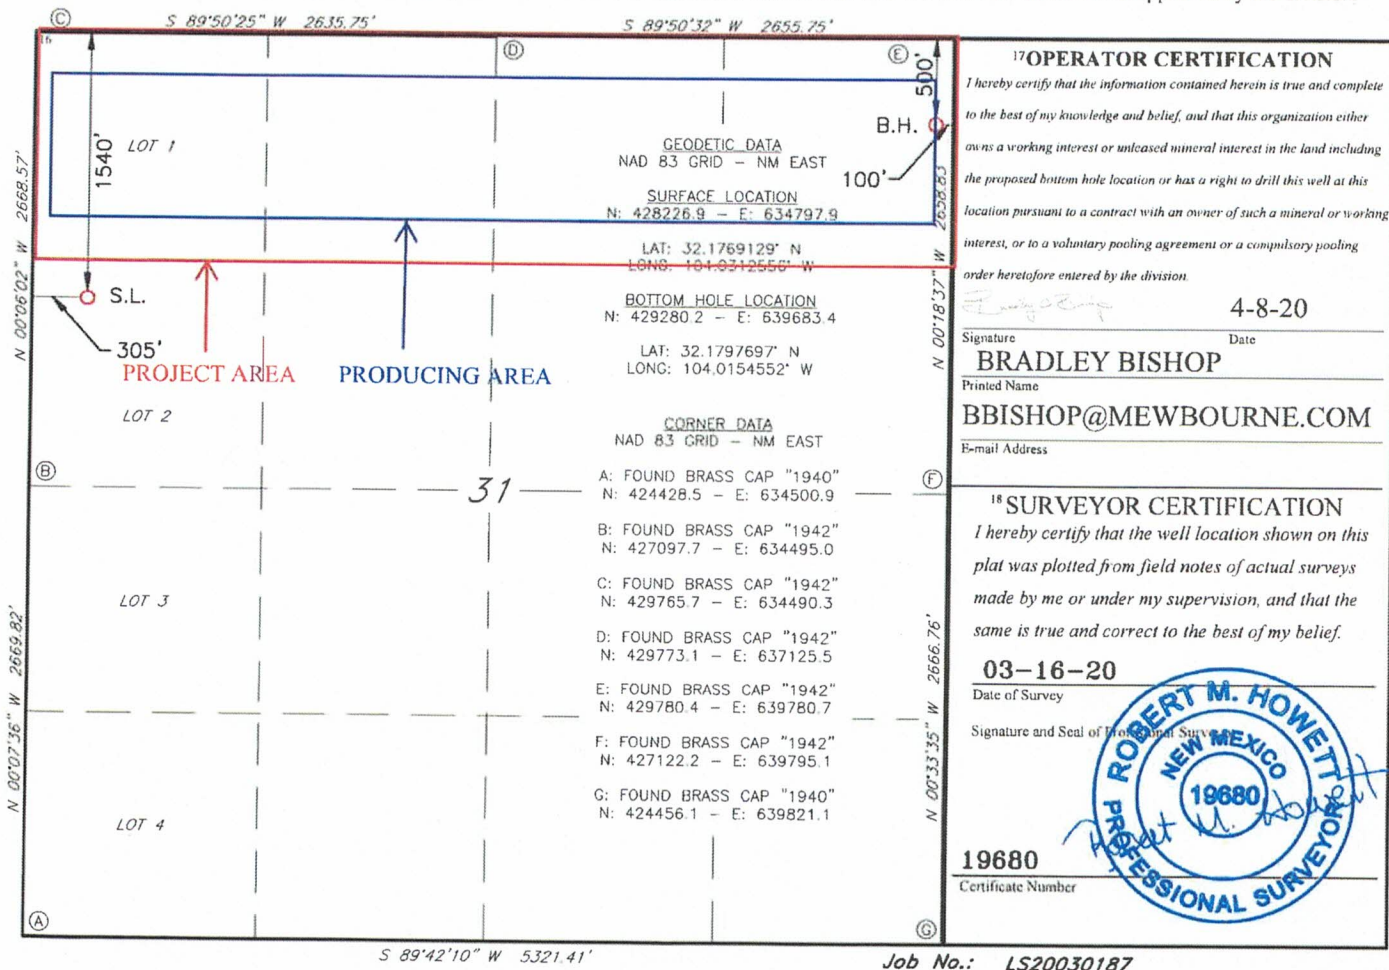 Ⓒ S 89°50'25" W 2635.75' S 89°50'32" W 2655.75'
16 Ⓓ Ⓔ
LOT 1
1540'
500'
B.H.
100'
GEODETIC DATA
NAD 83 GRID – NM EAST
SURFACE LOCATION
N: 428226.9 – E: 634797.9
LAT: 32.1769129° N
LONG: 104.0312556° W
BOTTOM HOLE LOCATION
N: 429280.2 – E: 639683.4
LAT: 32.1797697° N
LONG: 104.0154552° W
S.L.
305'
PROJECT AREA PRODUCING AREA
N 00°06'02" W 2668.57'
N 00°18'37" W 2658.83
LOT 2
Ⓑ 31 Ⓕ
CORNER DATA
NAD 83 GRID – NM EAST
A: FOUND BRASS CAP "1940"
N: 424428.5 – E: 634500.9
B: FOUND BRASS CAP "1942"
N: 427097.7 – E: 634495.0
C: FOUND BRASS CAP "1942"
N: 429765.7 – E: 634490.3
D: FOUND BRASS CAP "1942"
N: 429773.1 – E: 637125.5
E: FOUND BRASS CAP "1942"
N: 429780.4 – E: 639780.7
F: FOUND BRASS CAP "1942"
N: 427122.2 – E: 639795.1
G: FOUND BRASS CAP "1940"
N: 424456.1 – E: 639821.1
LOT 3
LOT 4
N 00°07'36" W 2669.82'
N 00°33'35" W 2666.76'
Ⓐ Ⓖ
S 89°42'10" W 5321.41'
17 OPERATOR CERTIFICATION
I hereby certify that the information contained herein is true and complete
to the best of my knowledge and belief, and that this organization either
owns a working interest or unleased mineral interest in the land including
the proposed bottom hole location or has a right to drill this well at this
location pursuant to a contract with an owner of such a mineral or working
interest, or to a voluntary pooling agreement or a compulsory pooling
order heretofore entered by the division.
4-8-20
Signature Date
BRADLEY BISHOP
Printed Name
BBISHOP@MEWBOURNE.COM
E-mail Address
18 SURVEYOR CERTIFICATION
I hereby certify that the well location shown on this
plat was plotted from field notes of actual surveys
made by me or under my supervision, and that the
same is true and correct to the best of my belief.
03–16–20
Date of Survey
Signature and Seal of Professional Surveyor
ROBERT M. HOWETT
NEW MEXICO
19680
PROFESSIONAL SURVEYOR
Robert M. Howett
19680
Certificate Number
Job No.: LS20030187